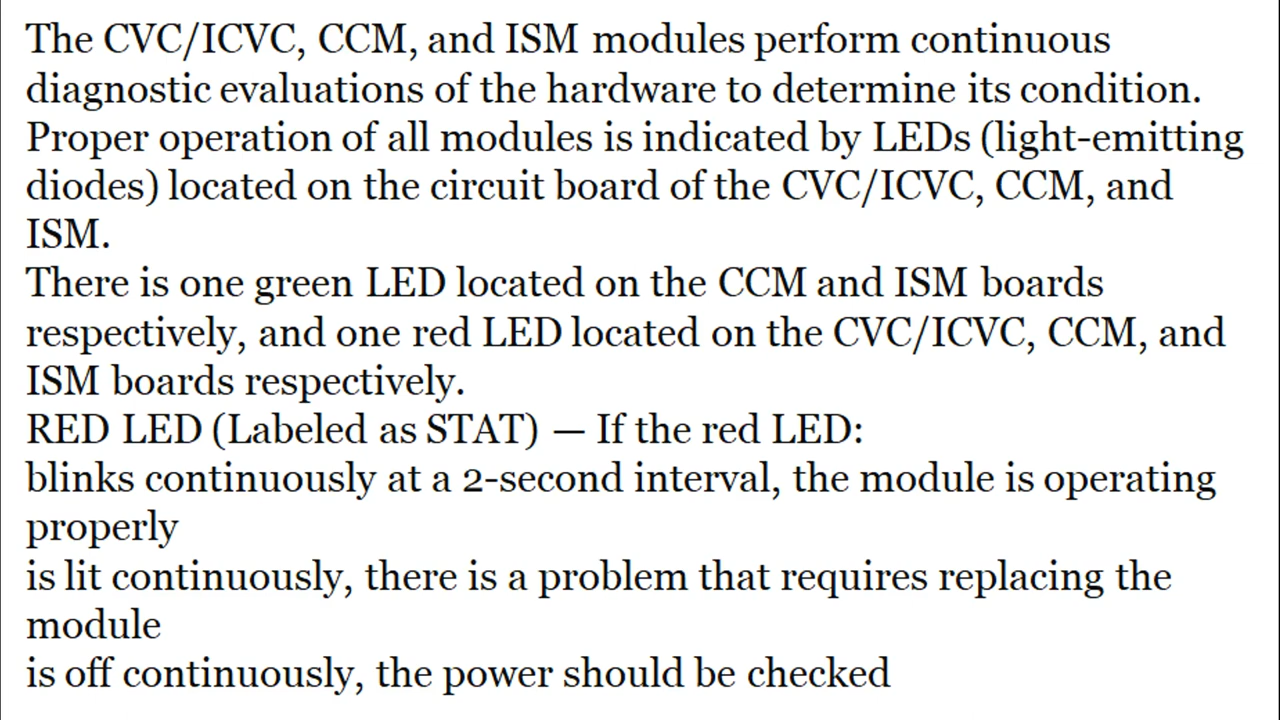 The CVC/ICVC, CCM, and ISM modules perform continuous
diagnostic evaluations of the hardware to determine its condition.
Proper operation of all modules is indicated by LEDs (light-emitting
diodes) located on the circuit board of the CVC/ICVC, CCM, and
ISM.
There is one green LED located on the CCM and ISM boards
respectively, and one red LED located on the CVC/ICVC, CCM, and
ISM boards respectively.
RED LED (Labeled as STAT) — If the red LED:
blinks continuously at a 2-second interval, the module is operating
properly
is lit continuously, there is a problem that requires replacing the
module
is off continuously, the power should be checked